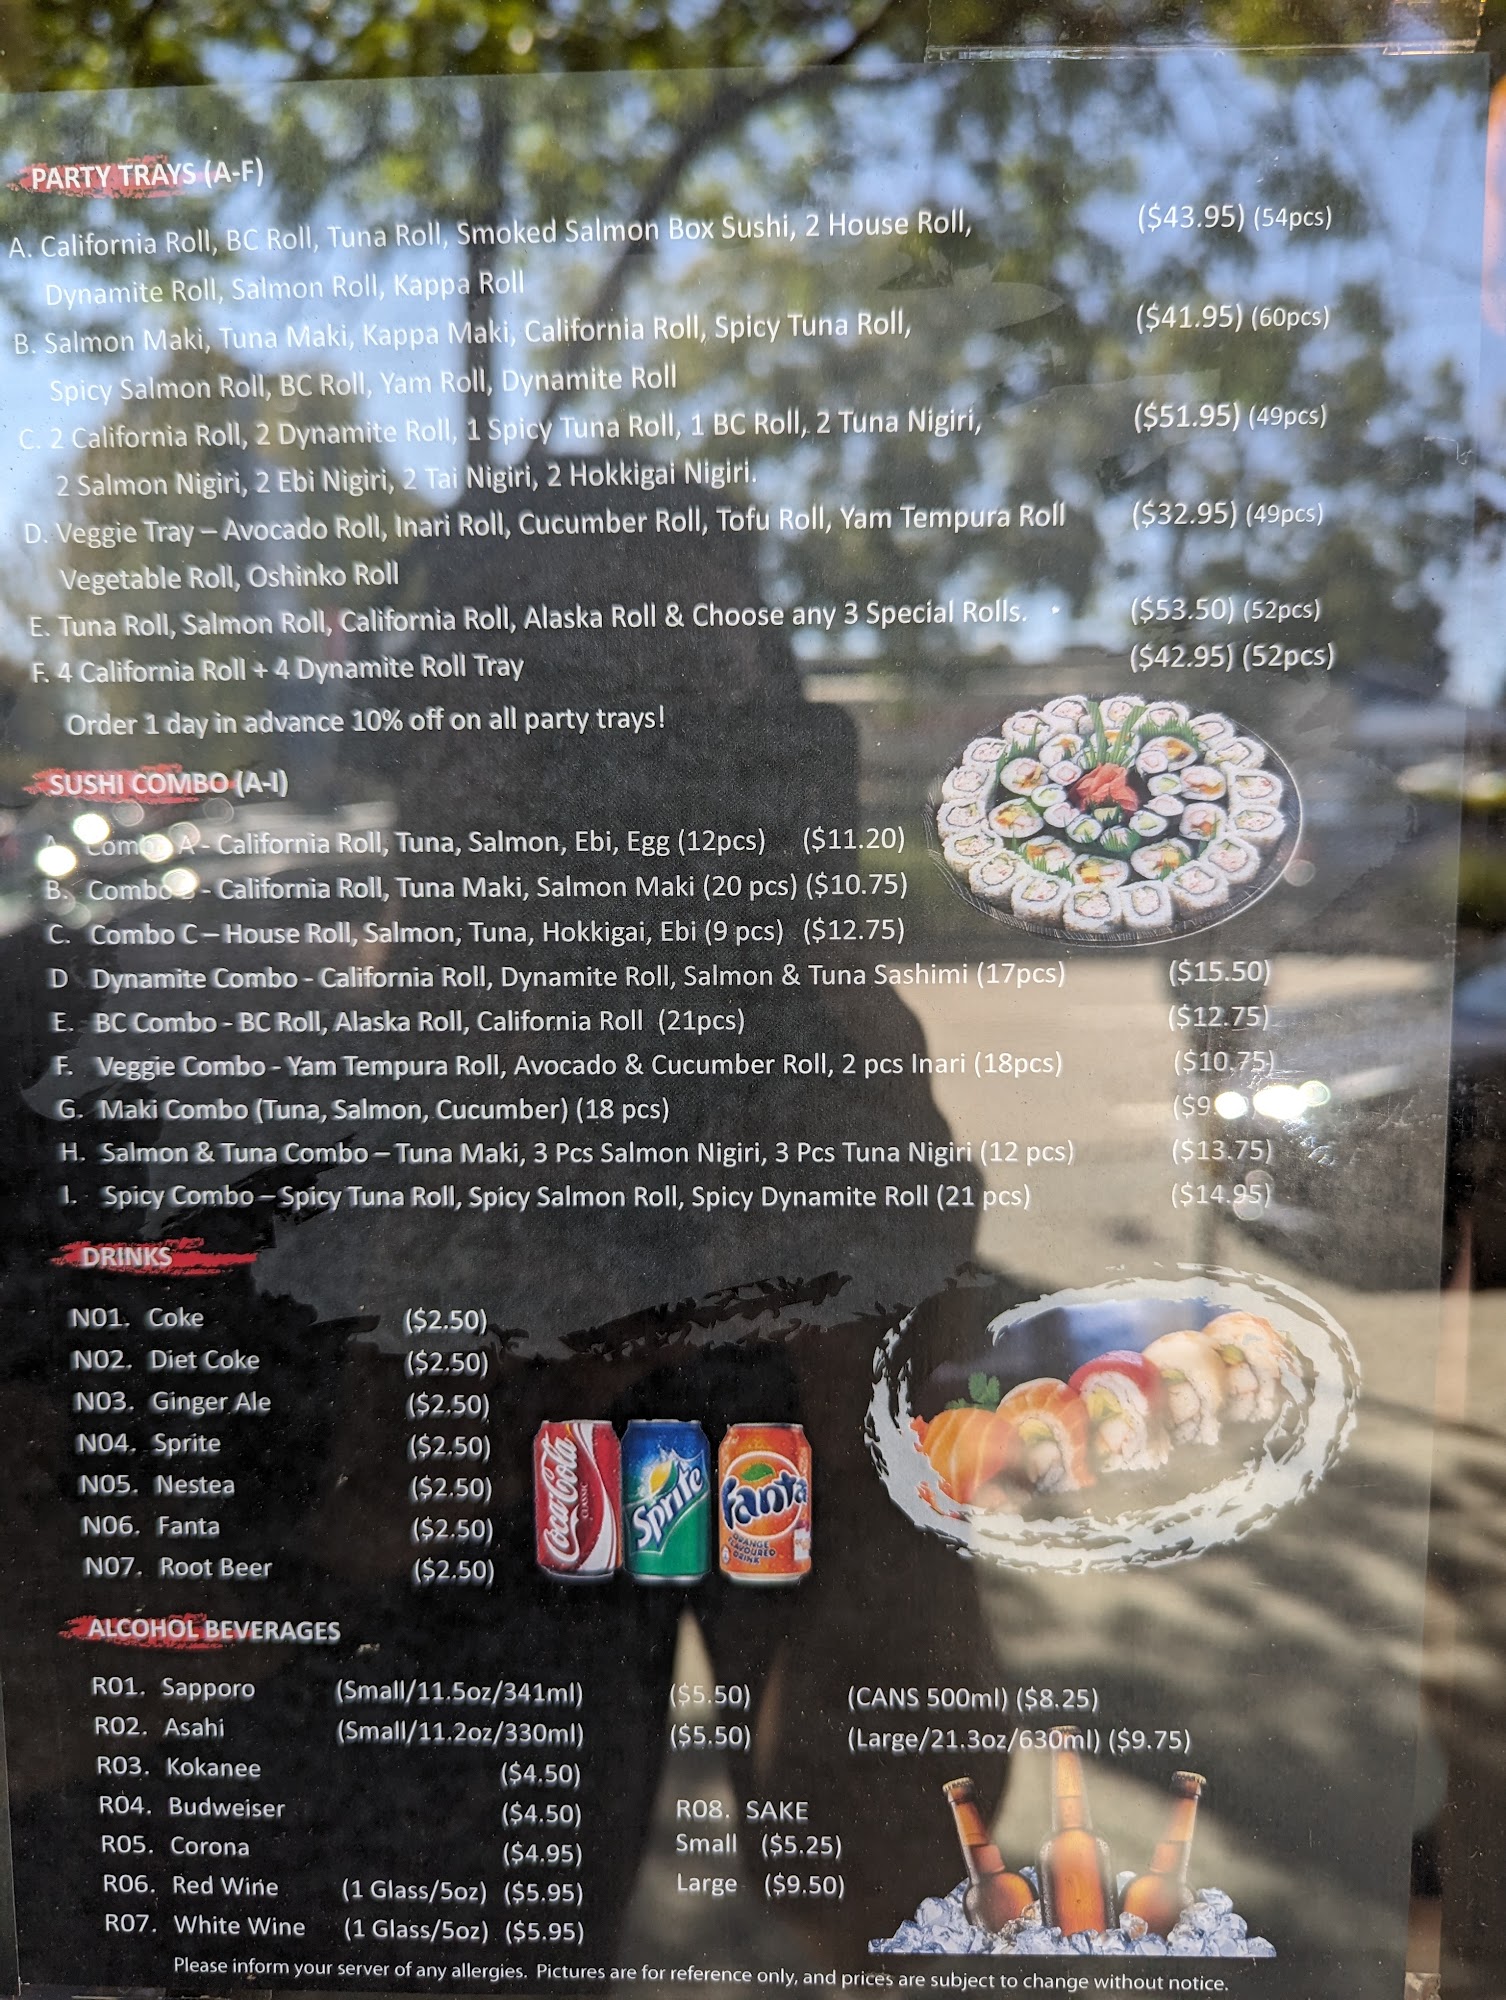 PARTY TRAYS (A-F)
A. California Roll, BC Roll, Tuna Roll, Smoked Salmon Box Sushi, 2 House Roll, ($43.95) (54pcs)
Dynamite Roll, Salmon Roll, Kappa Roll
B. Salmon Maki, Tuna Maki, Kappa Maki, California Roll, Spicy Tuna Roll, ($41.95) (60pcs)
Spicy Salmon Roll, BC Roll, Yam Roll, Dynamite Roll
C. 2 California Roll, 2 Dynamite Roll, 1 Spicy Tuna Roll, 1 BC Roll, 2 Tuna Nigiri, ($51.95) (49pcs)
2 Salmon Nigiri, 2 Ebi Nigiri, 2 Tai Nigiri, 2 Hokkigai Nigiri.
D. Veggie Tray – Avocado Roll, Inari Roll, Cucumber Roll, Tofu Roll, Yam Tempura Roll ($32.95) (49pcs)
Vegetable Roll, Oshinko Roll
E. Tuna Roll, Salmon Roll, California Roll, Alaska Roll & Choose any 3 Special Rolls. ($53.50) (52pcs)
F. 4 California Roll + 4 Dynamite Roll Tray ($42.95) (52pcs)
Order 1 day in advance 10% off on all party trays!
SUSHI COMBO (A-I)
A. Combo A - California Roll, Tuna, Salmon, Ebi, Egg (12pcs) ($11.20)
B. Combo - California Roll, Tuna Maki, Salmon Maki (20 pcs) ($10.75)
C. Combo C – House Roll, Salmon, Tuna, Hokkigai, Ebi (9 pcs) ($12.75)
D Dynamite Combo - California Roll, Dynamite Roll, Salmon & Tuna Sashimi (17pcs) ($15.50)
E. BC Combo - BC Roll, Alaska Roll, California Roll (21pcs) ($12.75)
F. Veggie Combo - Yam Tempura Roll, Avocado & Cucumber Roll, 2 pcs Inari (18pcs) ($10.75)
G. Maki Combo (Tuna, Salmon, Cucumber) (18 pcs)
H. Salmon & Tuna Combo – Tuna Maki, 3 Pcs Salmon Nigiri, 3 Pcs Tuna Nigiri (12 pcs) ($13.75)
I. Spicy Combo – Spicy Tuna Roll, Spicy Salmon Roll, Spicy Dynamite Roll (21 pcs) ($14.95)
DRINKS
N01. Coke ($2.50)
N02. Diet Coke ($2.50)
N03. Ginger Ale ($2.50)
N04. Sprite ($2.50)
N05. Nestea ($2.50)
N06. Fanta ($2.50)
N07. Root Beer ($2.50)
Coca-Cola CLASSIC
Sprite
Fanta
ORANGE FLAVOURED DRINK
ALCOHOL BEVERAGES
R01. Sapporo (Small/11.5oz/341ml) ($5.50) (CANS 500ml) ($8.25)
R02. Asahi (Small/11.2oz/330ml) ($5.50) (Large/21.3oz/630ml) ($9.75)
R03. Kokanee ($4.50)
R04. Budweiser ($4.50)
R05. Corona ($4.95)
R06. Red Wine (1 Glass/5oz) ($5.95)
R07. White Wine (1 Glass/5oz) ($5.95)
R08. SAKE
Small ($5.25)
Large ($9.50)
Please inform your server of any allergies. Pictures are for reference only, and prices are subject to change without notice.